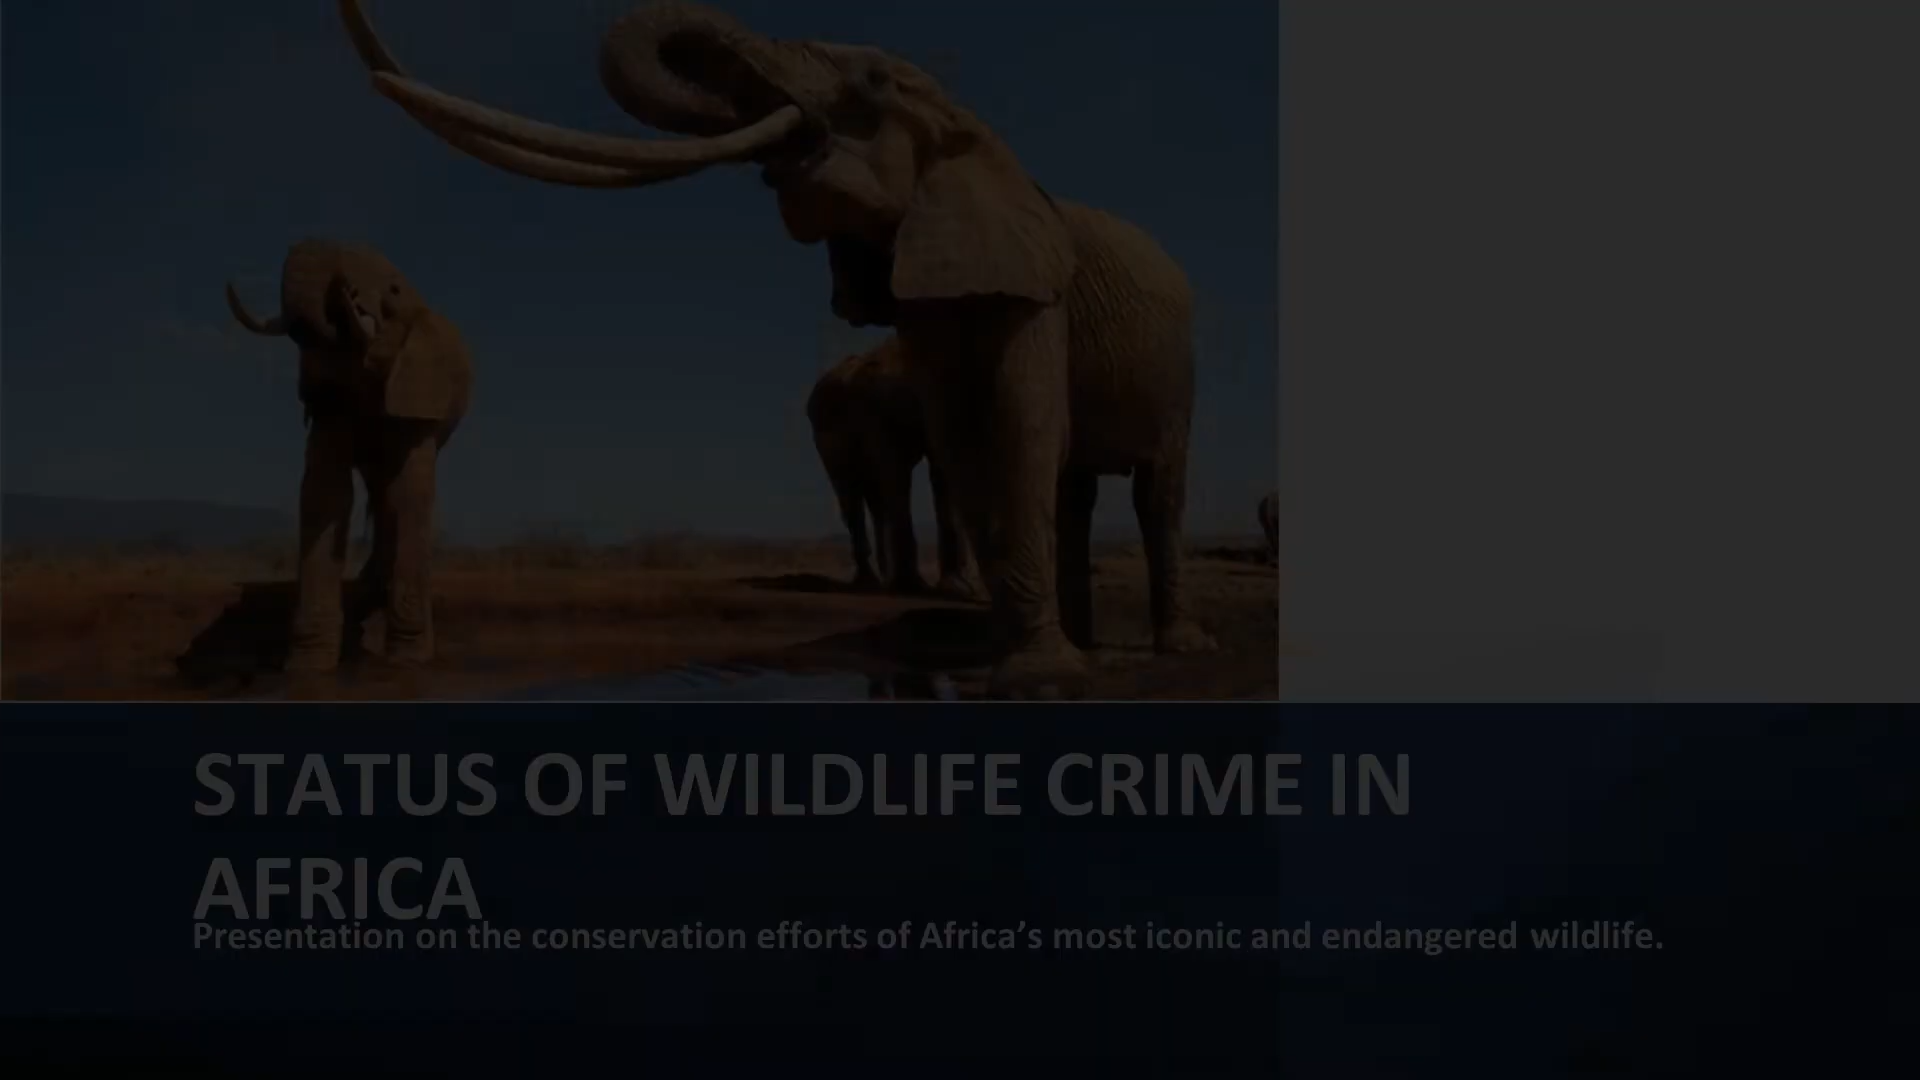 STATUS OF WILDLIFE CRIME IN
AFRICA
Presentation on the conservation efforts of Africa’s most iconic and endangered wildlife.